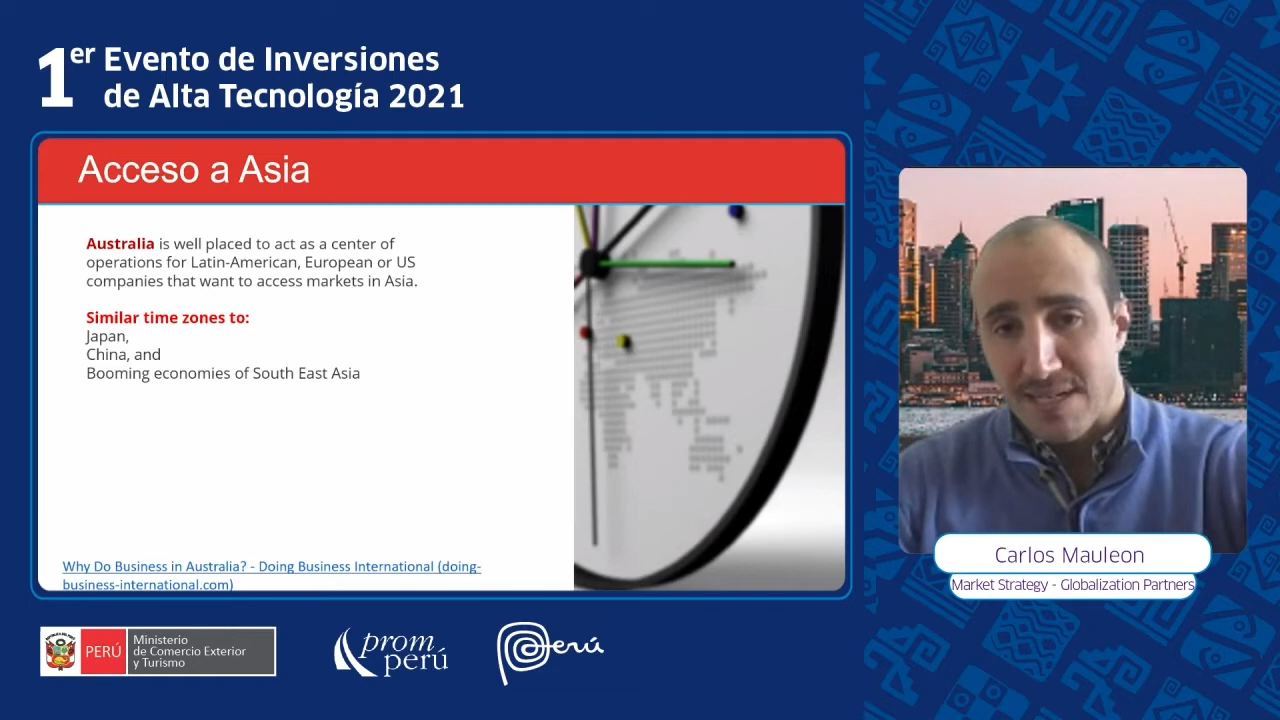 1er Evento de Inversiones
de Alta Tecnología 2021
Acceso a Asia
Australia is well placed to act as a center of
operations for Latin-American, European or US
companies that want to access markets in Asia.
Similar time zones to:
Japan,
China, and
Booming economies of South East Asia
Why Do Business in Australia? - Doing Business International (doing-
business-international.com)
Carlos Mauleon
Market Strategy - Globalization Partners
PERÚ
Ministerio
de Comercio Exterior
y Turismo
prom
perú
Perú